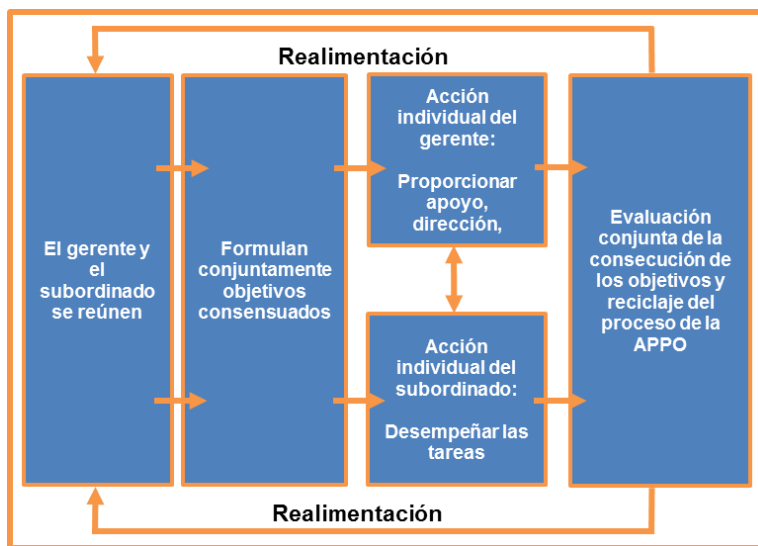 Realimentación
El gerente y
el
subordinado
se reúnen
Formulan
conjuntamente
objetivos
consensuados
Acción
individual del
gerente:
Proporcionar
apoyo,
dirección,
Acción
individual del
subordinado:
Desempeñar las
tareas
Evaluación
conjunta de la
consecución de
los objetivos y
reciclaje del
proceso de la
APPO
Realimentación